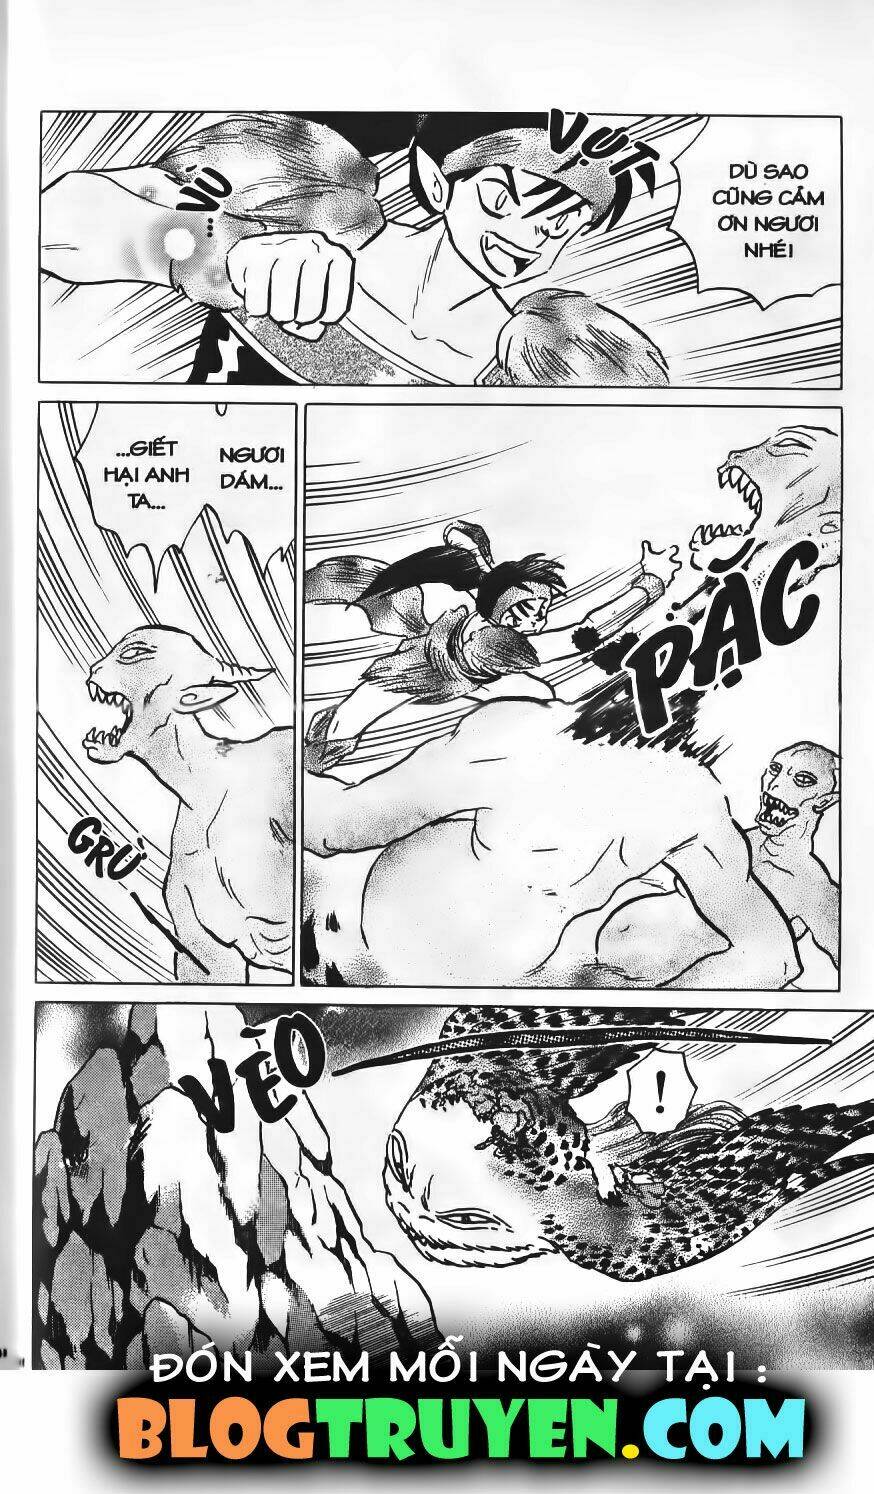 VỤT
DÙ SAO
CŨNG CẢM
ƠN NGƯƠI
NHÉ!
...VÙ
NGƯƠI
DÁM...
...GIẾT
HẠI ANH
TA...
PẶC
GRỪ
VÈO
!
ĐÓN XEM MỖI NGÀY TẠI :
BLOGTRUYEN.COM